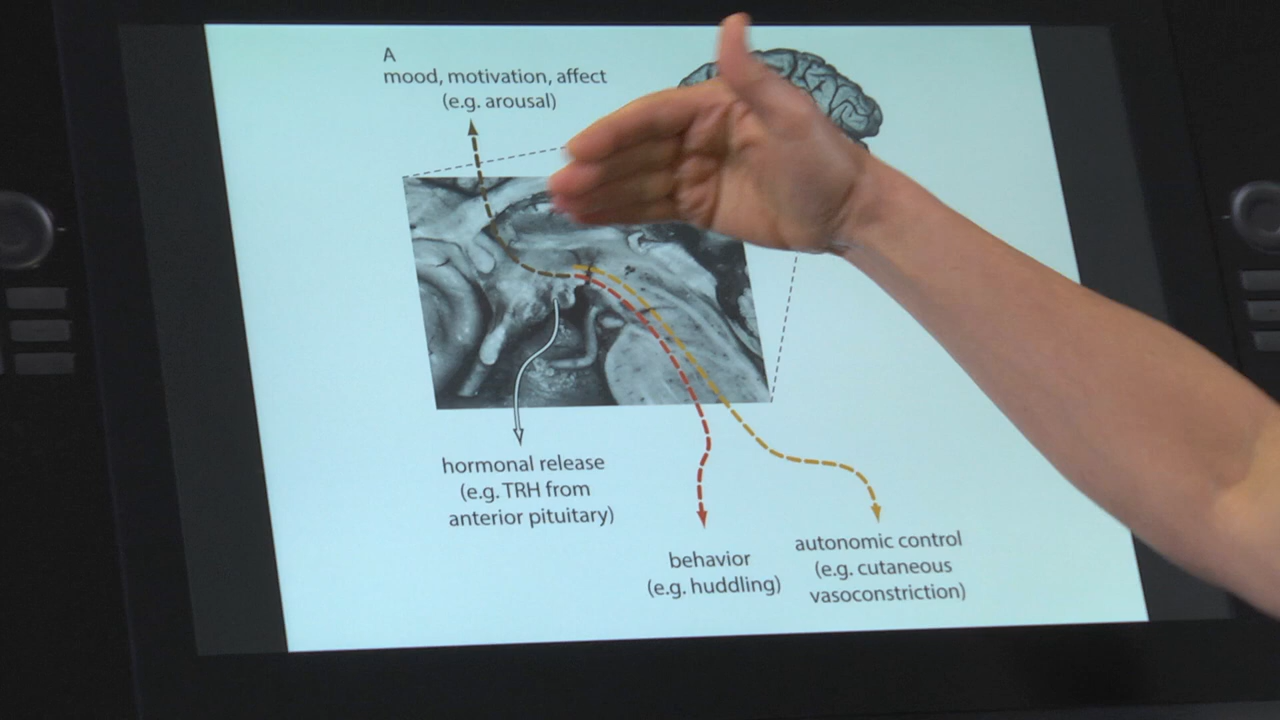 A
mood, motivation, affect
(e.g. arousal)
hormonal release
(e.g. TRH from
anterior pituitary)
behavior
(e.g. huddling)
autonomic control
(e.g. cutaneous
vasoconstriction)